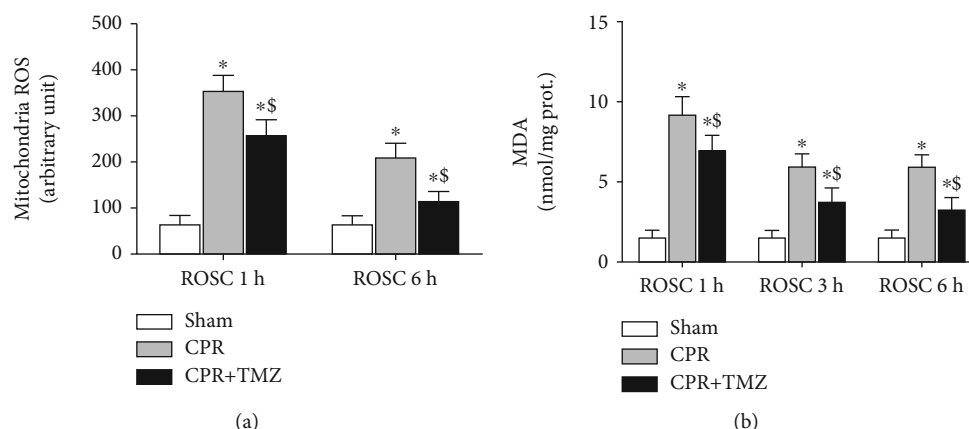 Mitochondria ROS
(arbitrary unit)
500
400
300
200
100
0
*
*$
*
*$
ROSC 1 h
ROSC 6 h
Sham
CPR
CPR+TMZ
(a)
MDA
(nmol/mg prot.)
15
10
5
0
*
*$
*
*$
*
*$
ROSC 1 h
ROSC 3 h
ROSC 6 h
Sham
CPR
CPR+TMZ
(b)